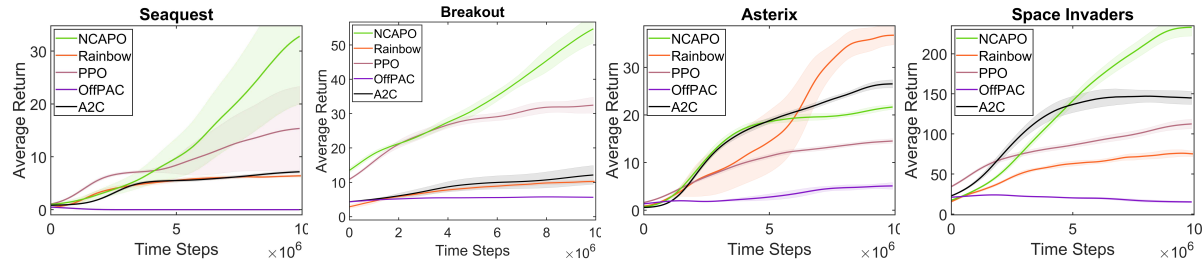 Seaquest
NCAPO
Rainbow
PPO
OffPAC
A2C
Average Return
30
20
10
0
0
5
10
Time Steps
×10^6
Breakout
NCAPO
Rainbow
PPO
OffPAC
A2C
Average Return
50
40
30
20
10
0
0
2
4
6
8
10
Time Steps
×10^6
Asterix
NCAPO
Rainbow
PPO
OffPAC
A2C
Average Return
30
20
10
0
0
5
10
Time Steps
×10^6
Space Invaders
NCAPO
Rainbow
PPO
OffPAC
A2C
Average Return
200
150
100
50
0
0
5
10
Time Steps
×10^6